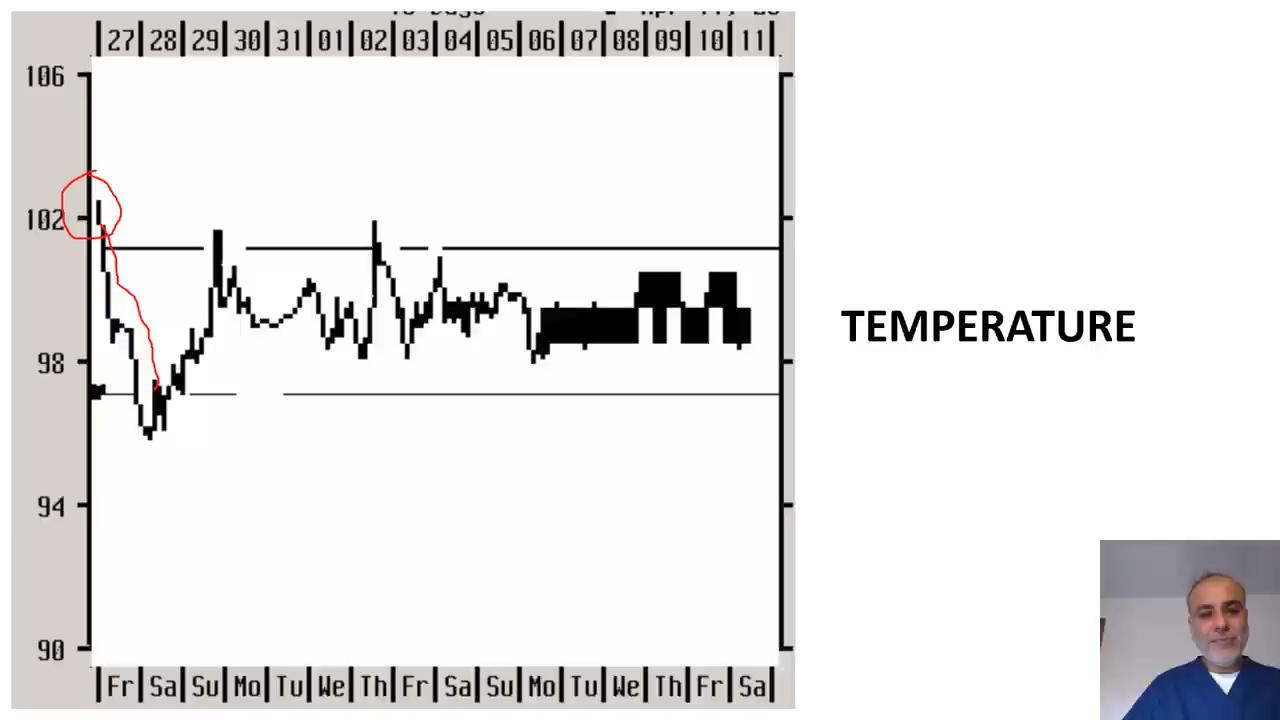 27 28 29 30 31 01 02 03 04 05 06 07 08 09 10 11
106
102
98
94
90
Fr Sa Su Mo Tu We Th Fr Sa Su Mo Tu We Th Fr Sa
TEMPERATURE